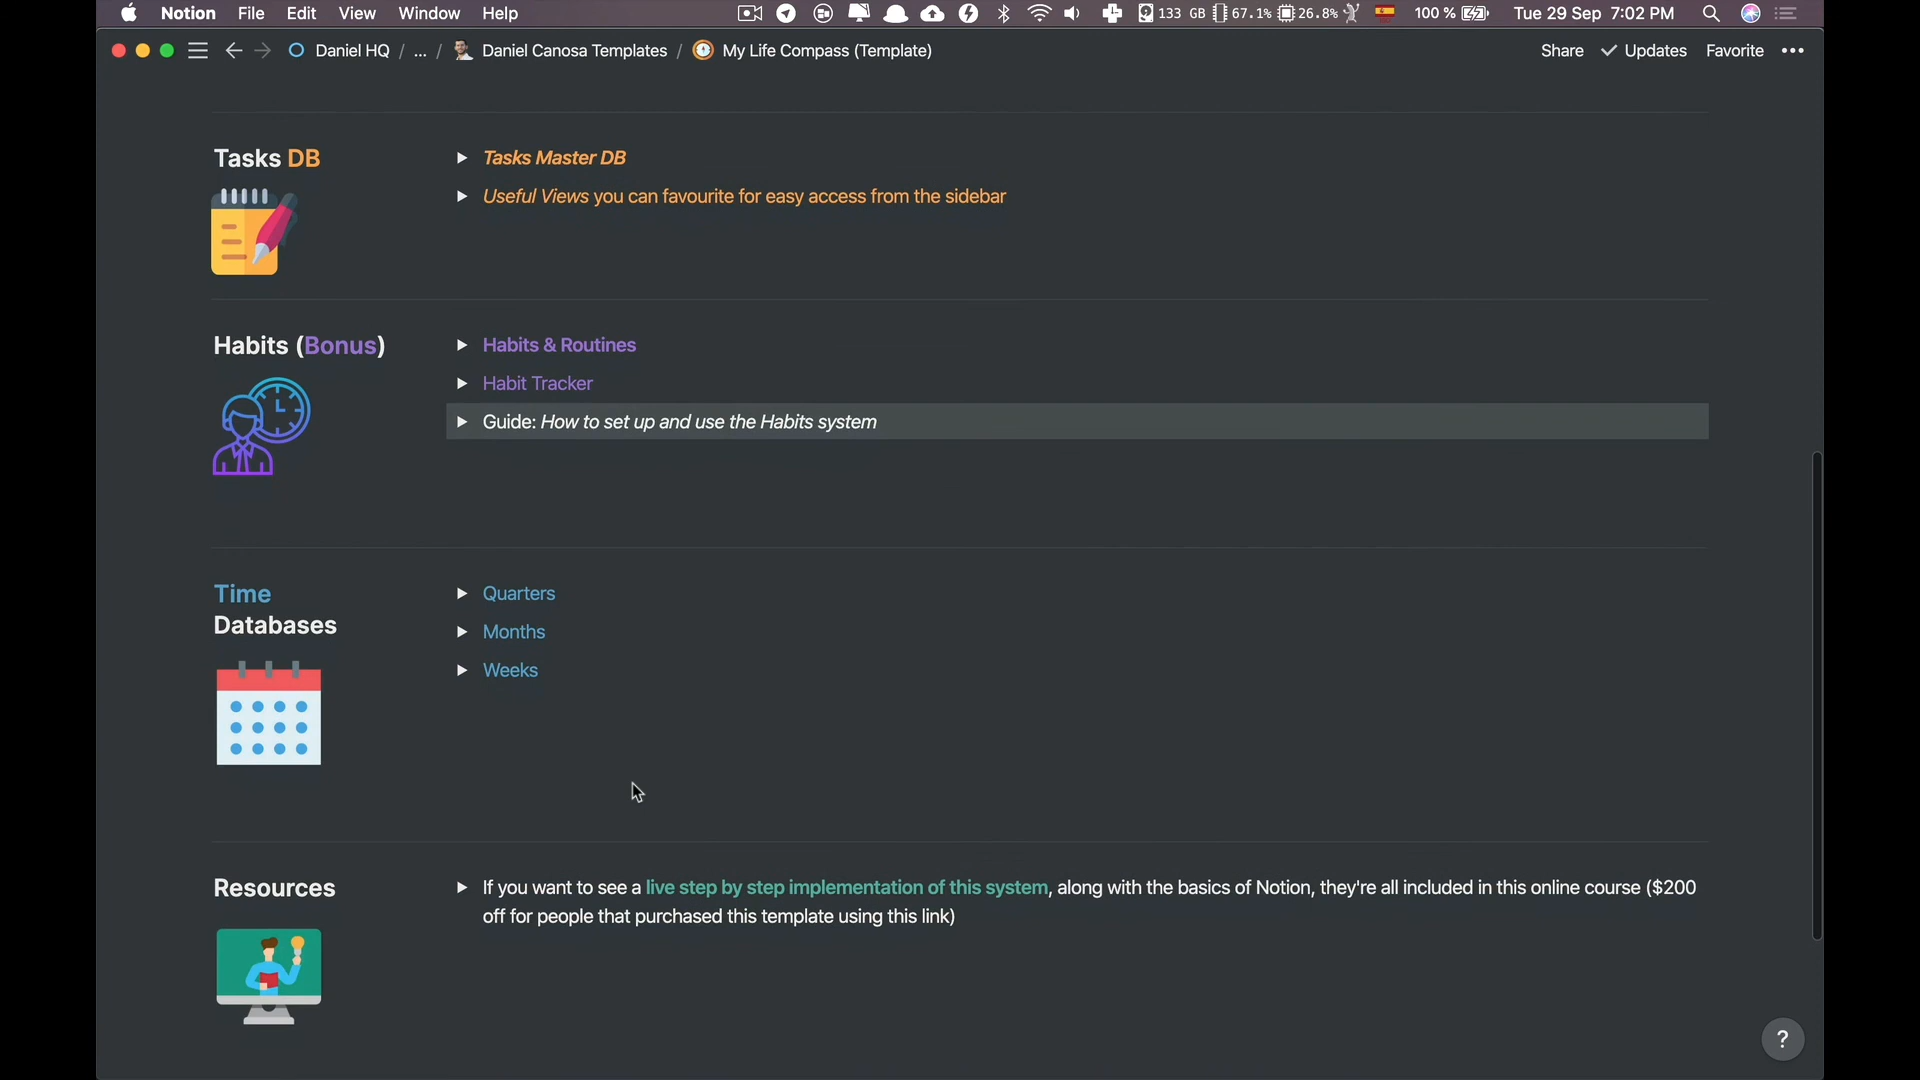 Notion File Edit View Window Help 133 GB 67.1% 26.8% 100 % Tue 29 Sep 7:02 PM
Daniel HQ / ... / Daniel Canosa Templates / My Life Compass (Template) Share Updates Favorite
Tasks DB
Tasks Master DB
Useful Views you can favourite for easy access from the sidebar
Habits (Bonus)
Habits & Routines
Habit Tracker
Guide: How to set up and use the Habits system
Time
Databases
Quarters
Months
Weeks
Resources
If you want to see a live step by step implementation of this system, along with the basics of Notion, they're all included in this online course ($200
off for people that purchased this template using this link)
?